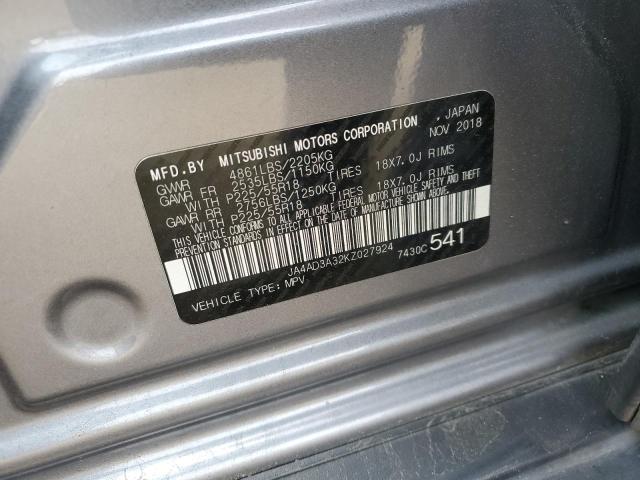 MFD.BY MITSUBISHI MOTORS CORPORATION . JAPAN
NOV 2018
GVWR 4861LBS/2205KG
GAWR FR 2535LBS/1150KG
WITH P225/55R18 TIRES 18X7.0J RIMS
GAWR RR 2756LBS/1250KG
WITH P225/55R18 TIRES 18X7.0J RIMS
THIS VEHICLE CONFORMS TO ALL APPLICABLE FEDERAL MOTOR VEHICLE SAFETY AND
THEFT PREVENTION STANDARDS IN EFFECT ON THE DATE OF MANUFACTURE SHOWN ABOVE.
JA4AD3A32KZ027924 7430C 541
VEHICLE TYPE: MPV